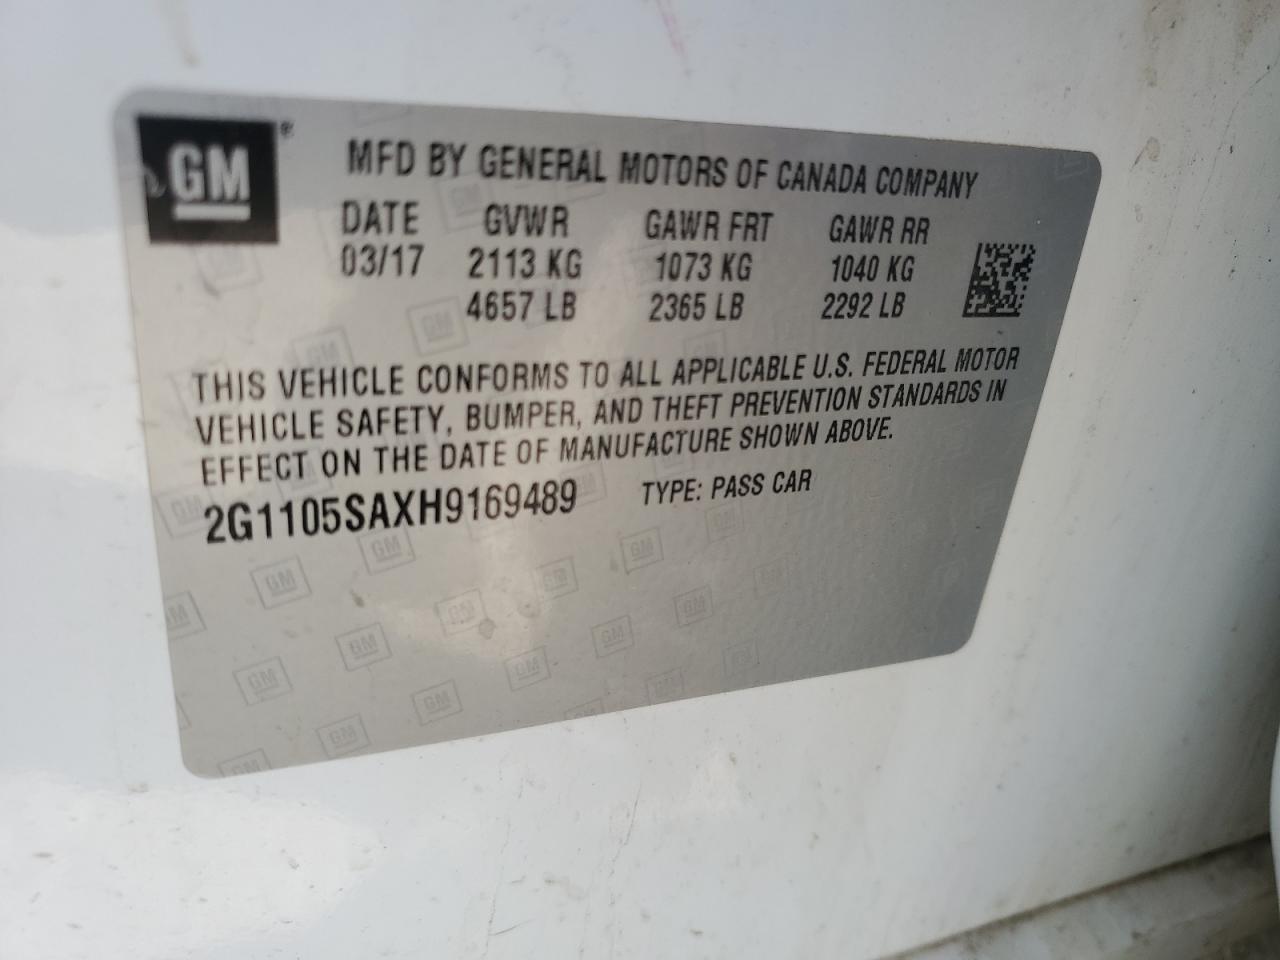 GM®
MFD BY GENERAL MOTORS OF CANADA COMPANY
DATE GVWR GAWR FRT GAWR RR
03/17 2113 KG 1073 KG 1040 KG
4657 LB 2365 LB 2292 LB
THIS VEHICLE CONFORMS TO ALL APPLICABLE U.S. FEDERAL MOTOR
VEHICLE SAFETY, BUMPER, AND THEFT PREVENTION STANDARDS IN
EFFECT ON THE DATE OF MANUFACTURE SHOWN ABOVE.
2G1105SAXH9169489 TYPE: PASS CAR